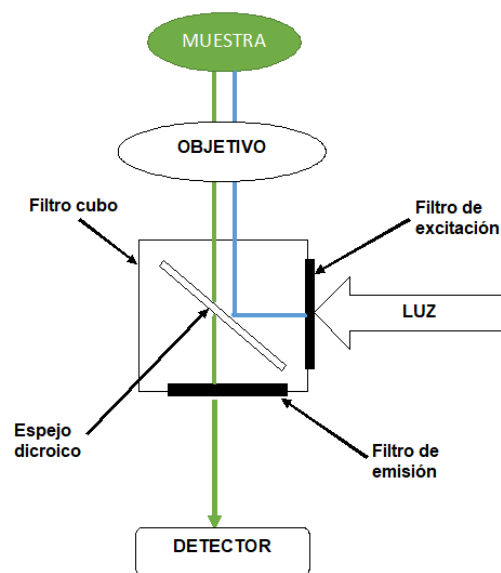 MUESTRA
OBJETIVO
Filtro cubo
Filtro de
excitación
LUZ
Espejo
dicroico
Filtro de
emisión
DETECTOR